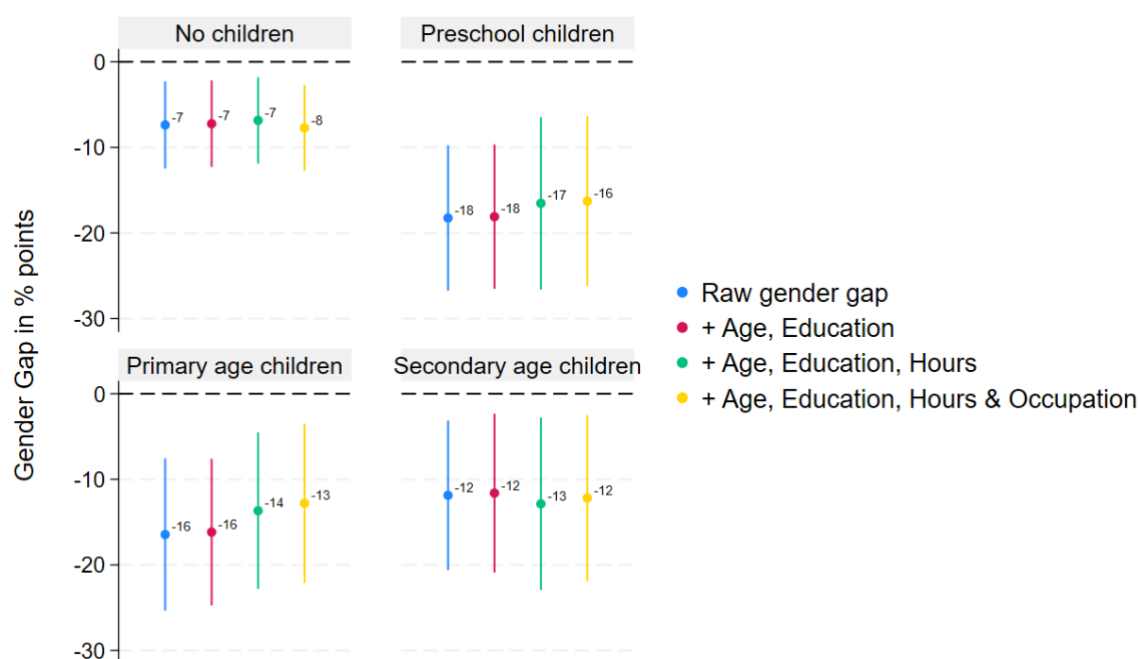 No children
Preschool children
0
-10
-20
-30
-7
-7
-7
-8
-18
-18
-17
-16
Gender Gap in % points
Primary age children
Secondary age children
0
-10
-20
-30
-16
-16
-14
-13
-12
-12
-13
-12
Raw gender gap
+ Age, Education
+ Age, Education, Hours
+ Age, Education, Hours & Occupation